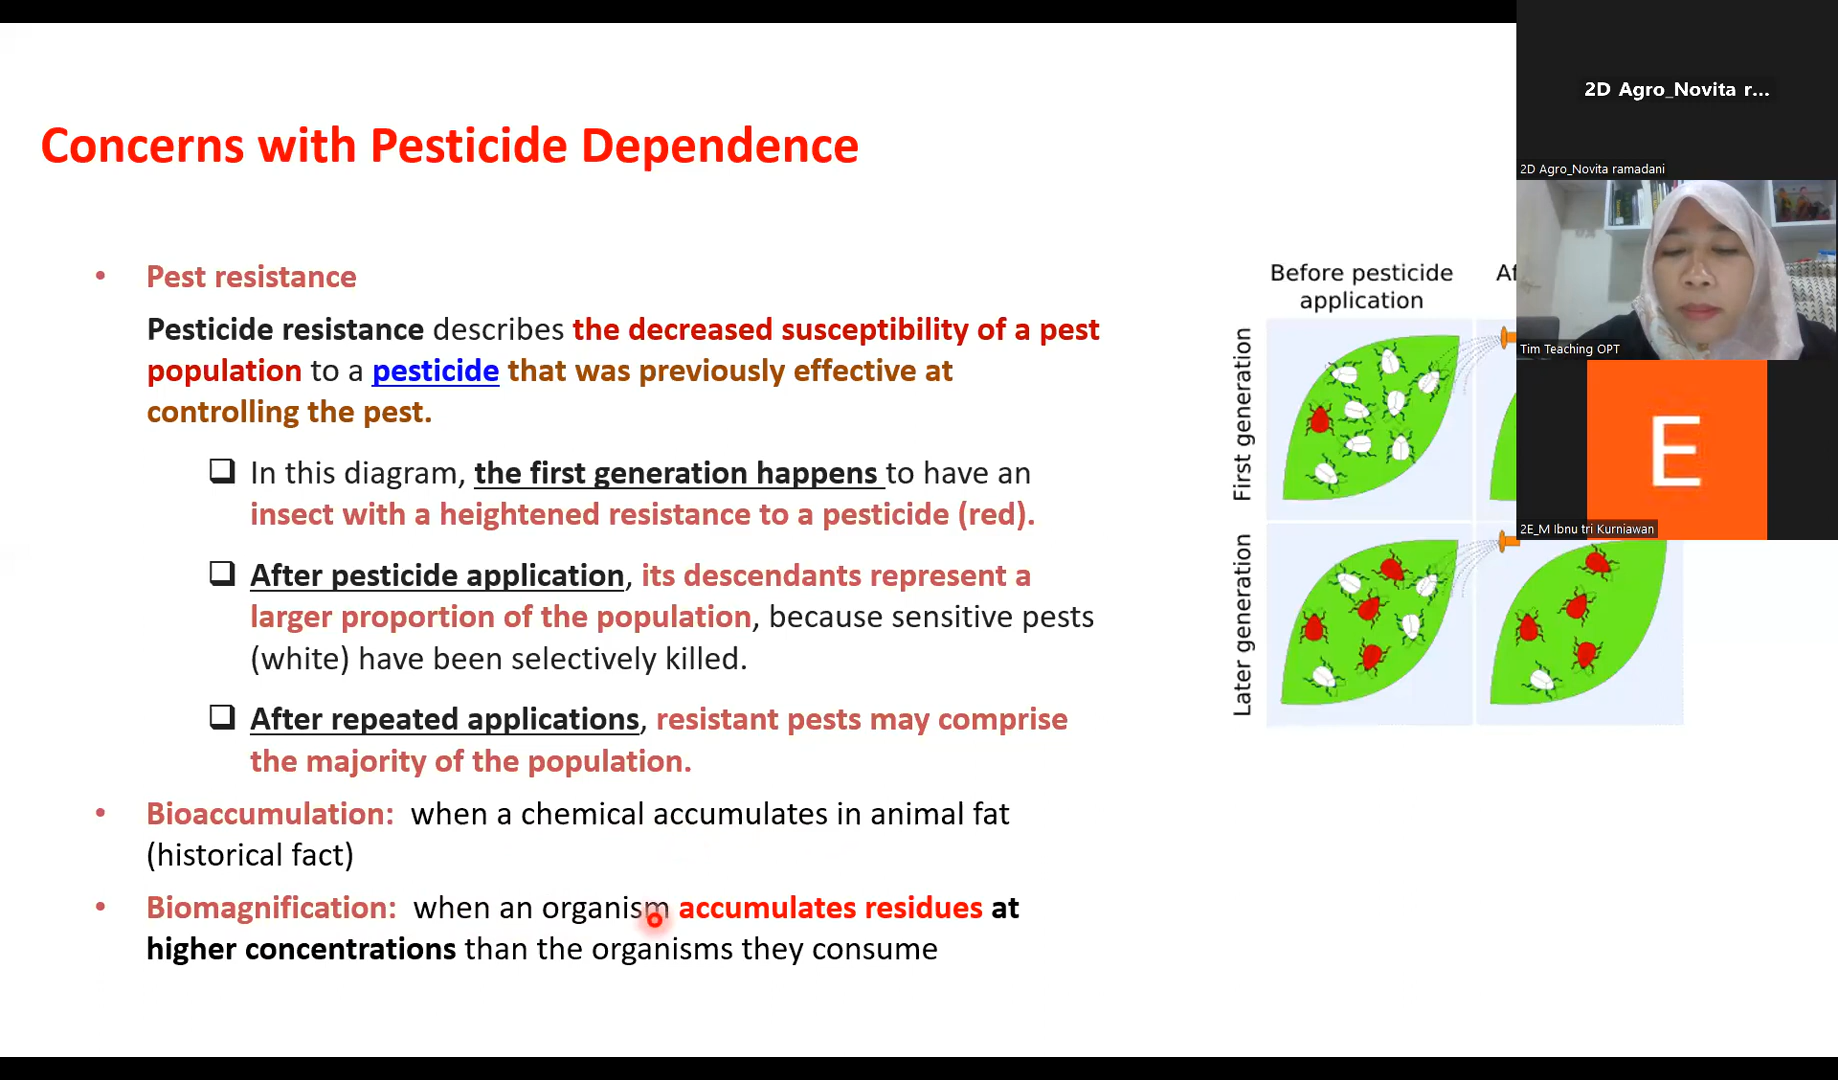 Concerns with Pesticide Dependence
• Pest resistance
Pesticide resistance describes the decreased susceptibility of a pest
population to a pesticide that was previously effective at
controlling the pest.
In this diagram, the first generation happens to have an
insect with a heightened resistance to a pesticide (red).
After pesticide application, its descendants represent a
larger proportion of the population, because sensitive pests
(white) have been selectively killed.
After repeated applications, resistant pests may comprise
the majority of the population.
• Bioaccumulation: when a chemical accumulates in animal fat
(historical fact)
• Biomagnification: when an organism accumulates residues at
higher concentrations than the organisms they consume
Before pesticide
application
First generation
Later generation
2D Agro_Novita r...
2D Agro_Novita ramadani
Tim Teaching OPT
E
2E_M Ibnu tri Kurniawan